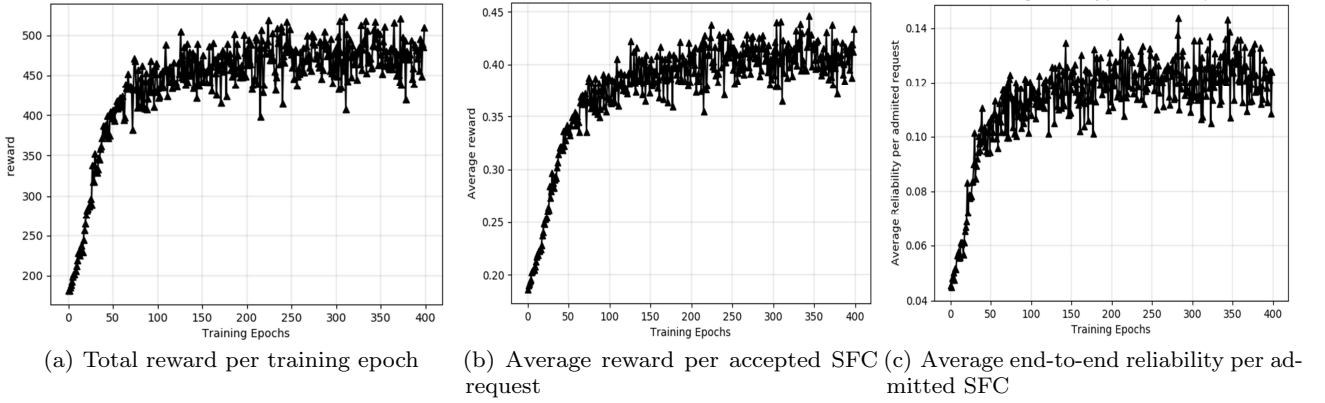 500
450
400
350
300
250
200
reward
0 50 100 150 200 250 300 350 400
Training Epochs
(a) Total reward per training epoch
0.45
0.40
0.35
0.30
0.25
0.20
Average reward
0 50 100 150 200 250 300 350 400
Training Epochs
(b) Average reward per accepted SFC
request
0.14
0.12
0.10
0.08
0.06
0.04
Average Reliability per admiited request
0 50 100 150 200 250 300 350 400
Training Epochs
(c) Average end-to-end reliability per ad-
mitted SFC